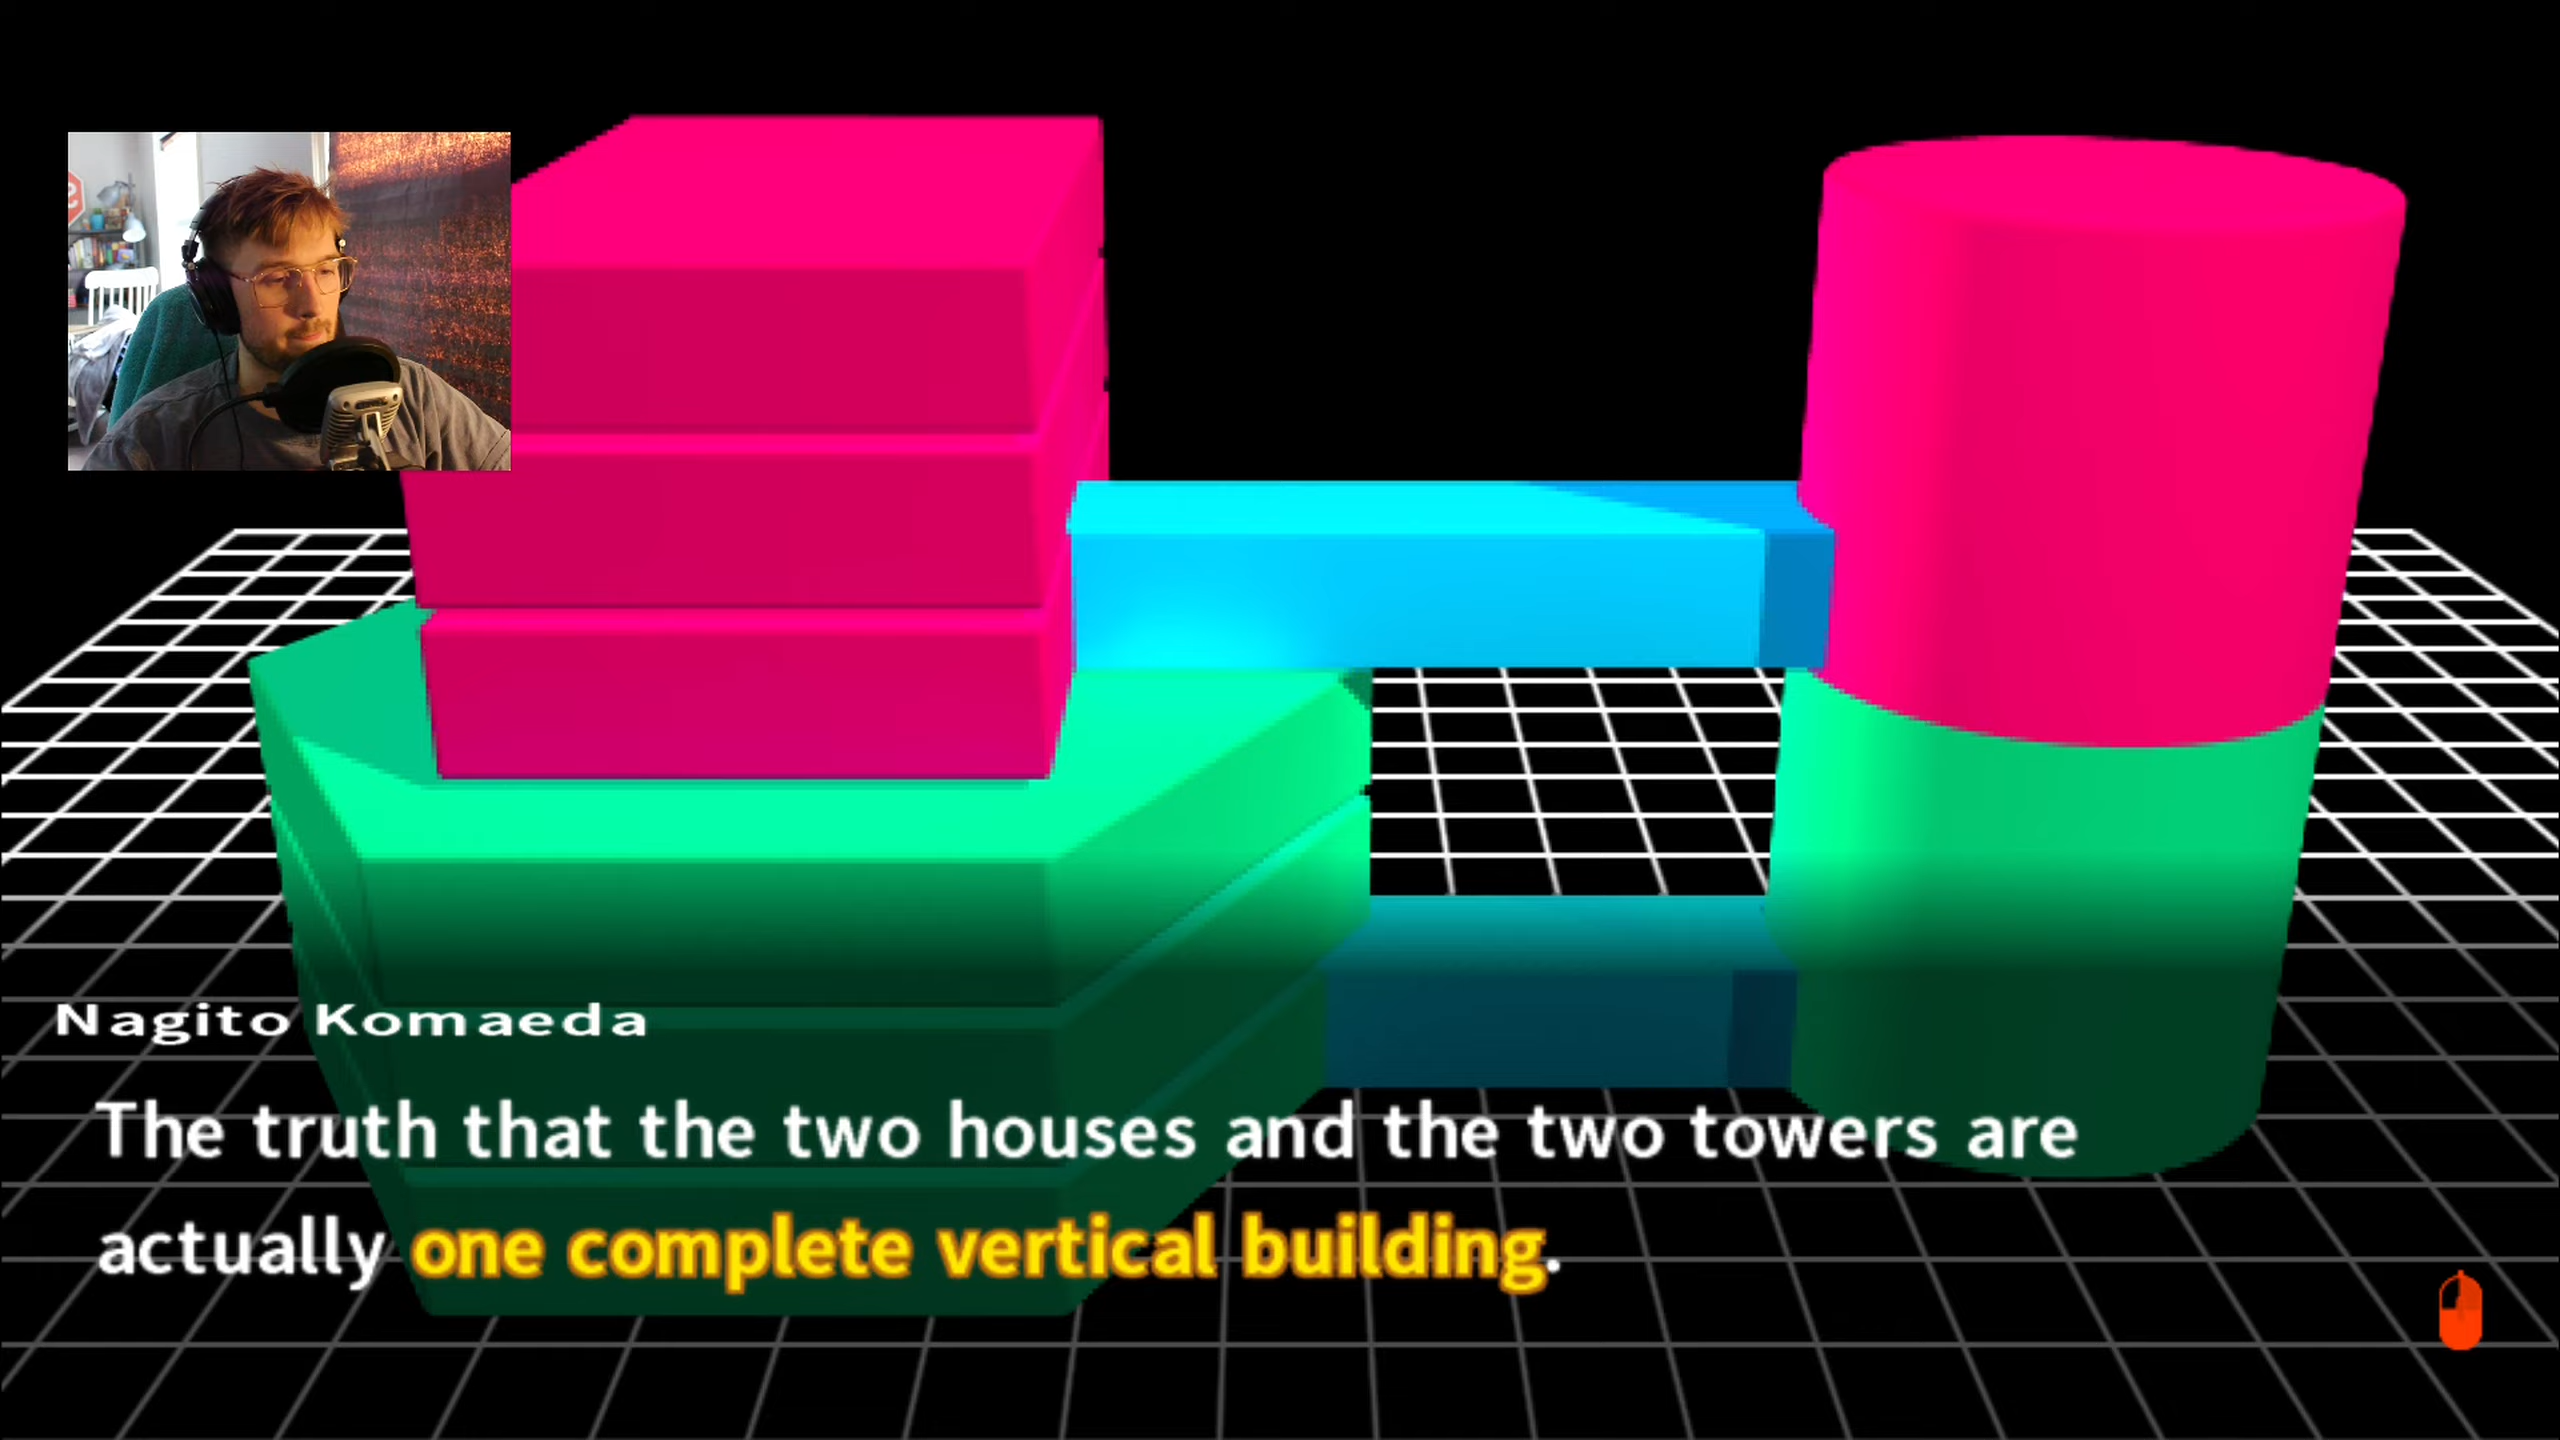 Nagito Komaeda
The truth that the two houses and the two towers are
actually one complete vertical building.